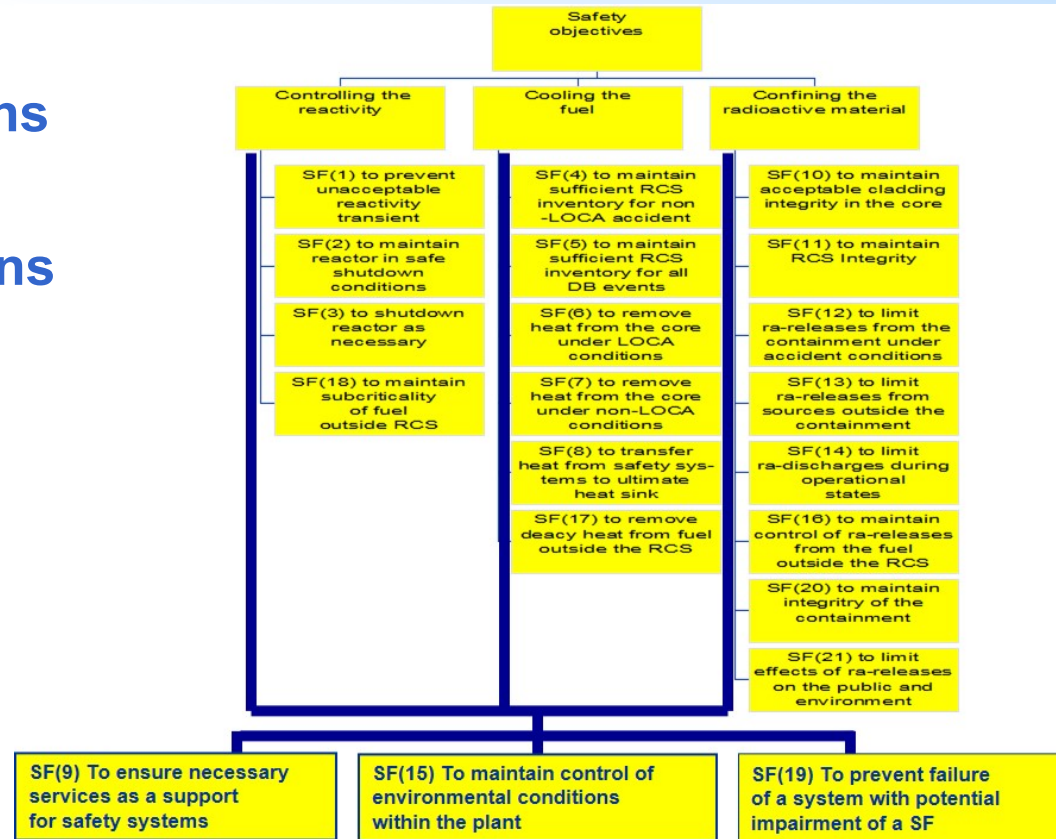 ns
ns
Safety
objectives
Controlling the
reactivity
Cooling the
fuel
Confining the
radioactive material
SF(1) to prevent
unacceptable
reactivity
transient
SF(2) to maintain
reactor in safe
shutdown
conditions
SF(3) to shutdown
reactor as
necessary
SF(18) to maintain
subcriticality
of fuel
outside RCS
SF(4) to maintain
sufficient RCS
inventory for non
-LOCA accident
SF(5) to maintain
sufficient RCS
inventory for all
DB events
SF(6) to remove
heat from the core
under LOCA
conditions
SF(7) to remove
heat from the core
under non-LOCA
conditions
SF(8) to transfer
heat from safety sys-
tems to ultimate
heat sink
SF(17) to remove
deacy heat from fuel
outside the RCS
SF(10) to maintain
acceptable cladding
integrity in the core
SF(11) to maintain
RCS Integrity
SF(12) to limit
ra-releases from the
containment under
accident conditions
SF(13) to limit
ra-releases from
sources outside the
containment
SF(14) to limit
ra-discharges during
operational
states
SF(16) to maintain
control of ra-releases
from the fuel
outside the RCS
SF(20) to maintain
integritry of the
containment
SF(21) to limit
effects of ra-releases
on the public and
environment
SF(9) To ensure necessary
services as a support
for safety systems
SF(15) To maintain control of
environmental conditions
within the plant
SF(19) To prevent failure
of a system with potential
impairment of a SF